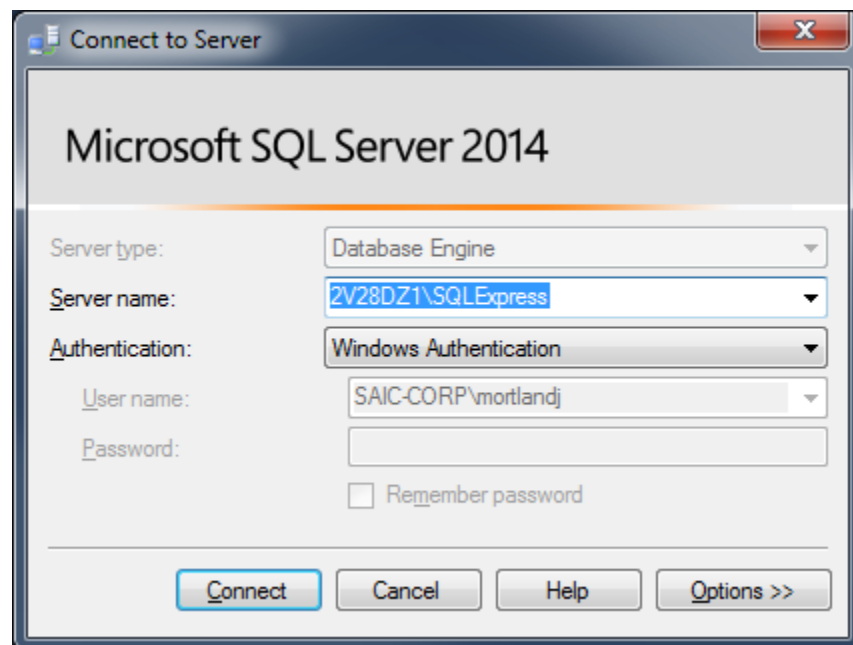 Connect to Server
Microsoft SQL Server 2014
Server type: Database Engine
Server name: 2V28DZ1\SQLExpress
Authentication: Windows Authentication
User name: SAIC-CORP\mortlandj
Password:
Remember password
Connect Cancel Help Options >>